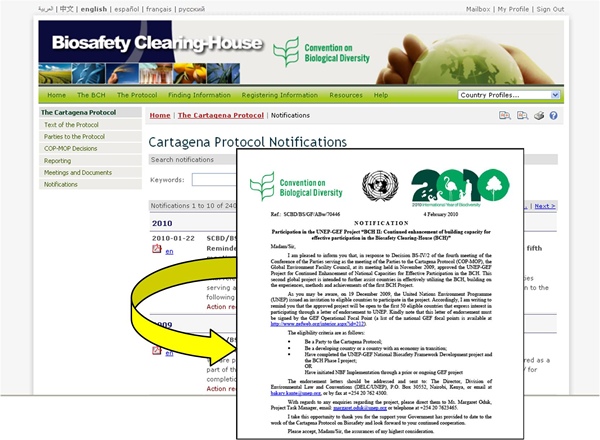 العربية | 中文 | english | español | français | русский
Mailbox | My Profile | Sign Out
Biosafety Clearing-House
Convention on
Biological Diversity
Home The BCH The Protocol Finding Information Registering Information Resources Help
Country Profiles...
The Cartagena Protocol
Text of the Protocol
Parties to the Protocol
COP-MOP Decisions
Reporting
Meetings and Documents
Notifications
Home | The Cartagena Protocol | Notifications
Cartagena Protocol Notifications
Search notifications
Keywords:
Notifications 1 to 10 of 240
Next >
2010
2010-01-22 SCBD/BS
en
Reminde
fifth
serving a
on to the
following
Action re
2009
SCBD/BS
en
are p
ered as a
part of th
for
completio
Action re
Convention on
Biological Diversity
2010
2010 International Year of Biodiversity
Ref.: SCBD/BS/GF/ABw/70446
4 February 2010
NOTIFICATION
Participation in the UNEP-GEF Project "BCH II: Continued enhancement of building capacity for
effective participation in the Biosafety Clearing-House (BCH)"
Madam/Sir,
I am pleased to inform you that, in response to Decision BS-IV/2 of the fourth meeting of the
Conference of the Parties serving as the meeting of the Parties to the Cartagena Protocol (COP-MOP), the
Global Environment Facility Council, at its meeting held in November 2009, approved the UNEP-GEF
Project for Continued Enhancement of National Capacities for Effective Participation in the BCH. This
second global project is intended to further assist countries in effectively utilizing the BCH, building on
the experiences, methods and achievements of the first BCH Project.
As you may be aware, on 19 December 2009, the United Nations Environment Programme
(UNEP) issued an invitation to eligible countries to participate in the project. Accordingly, I am writing to
remind you that the approved project will be open to the first 50 eligible countries that express interest in
participating through a letter of endorsement to UNEP. Kindly note that this letter of endorsement must
be signed by the GEF Operational Focal Point (a list of the national GEF focal points is available at
http://www.gefweb.org/interior.aspx?id=212).
The eligibility criteria are as follows:
• Be a Party to the Cartagena Protocol;
• Be a developing country or a country with an economy in transition;
• Have completed the UNEP-GEF National Biosafety Framework Development project and
the BCH Phase I project;
OR
Have initiated NBF Implementation through a prior or ongoing GEF project
The endorsement letters should be addressed and sent to: The Director, Division of
Environmental Law and Conventions (DELC/UNEP), P.O. Box 30552, Nairobi, Kenya, or email at
bakary.kante@unep.org, or by fax at +254 20 762 4300.
With regards to any enquiries regarding the project, please direct them to Ms. Margaret Oduk,
Project Task Manager, email: margaret.oduk@unep.org or telephone at +254 20 7623465.
I take this opportunity to thank you for the support your Government has provided to date to the
work of the Cartagena Protocol on Biosafety and look forward to your continued cooperation.
Please accept, Madam/Sir, the assurances of my highest consideration.